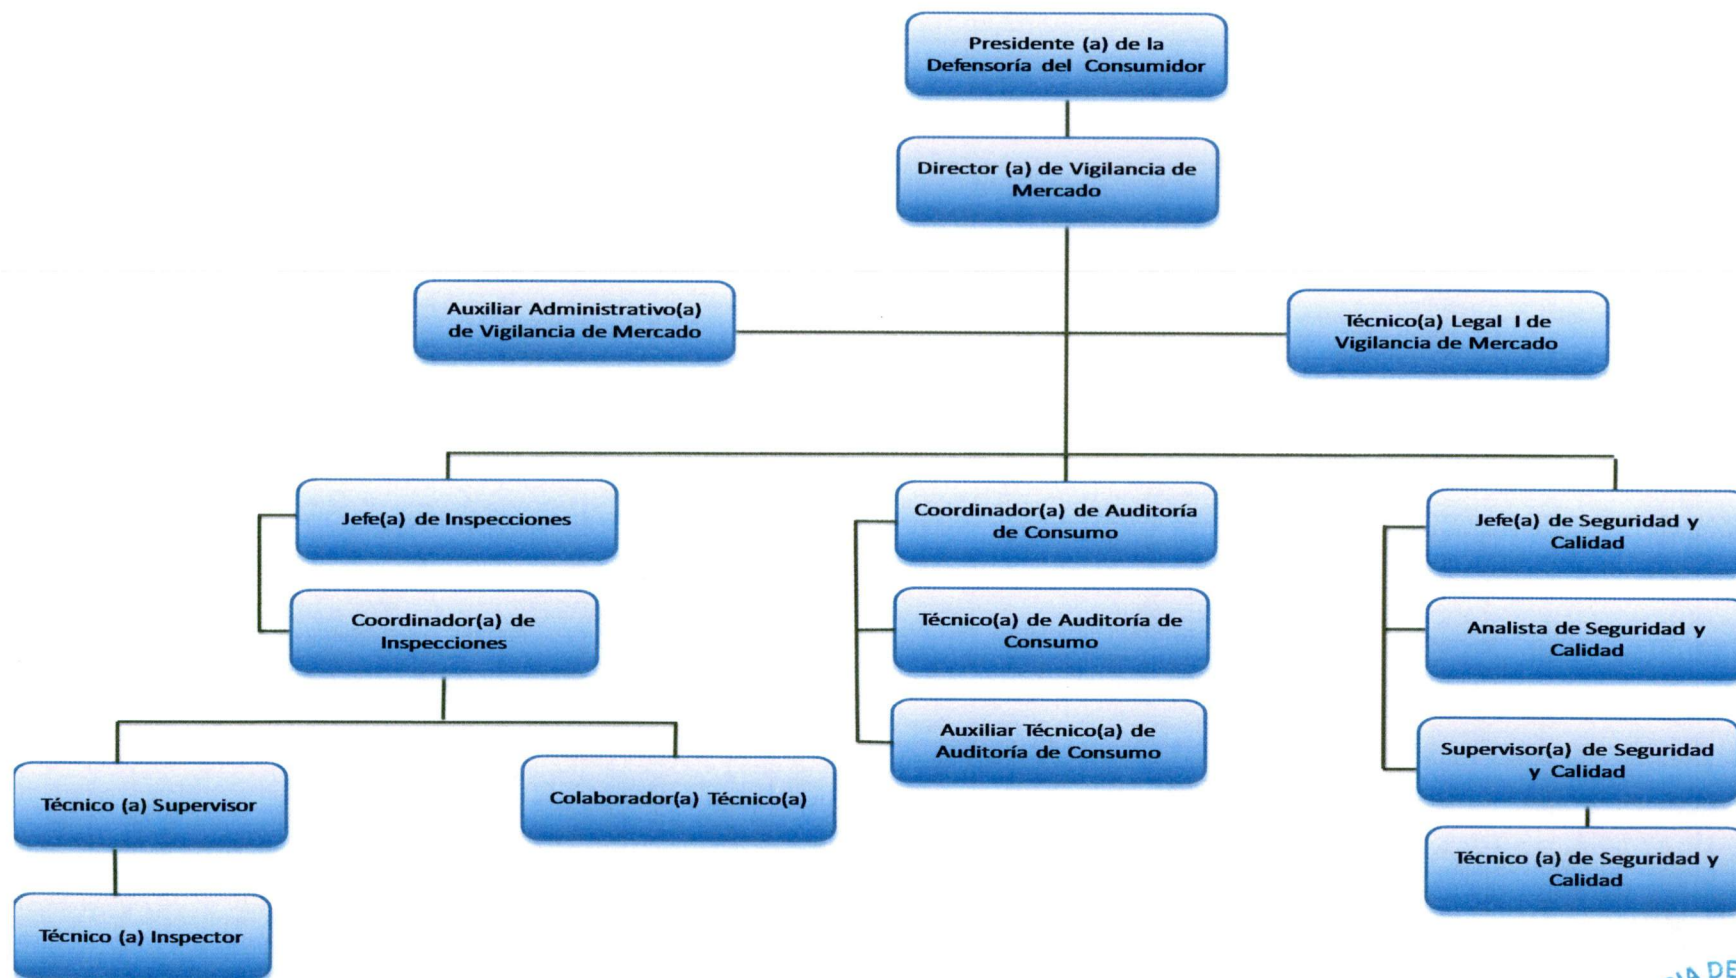 Presidente (a) de la
Defensoría del Consumidor
Director (a) de Vigilancia de
Mercado
Auxiliar Administrativo(a)
de Vigilancia de Mercado
Técnico(a) Legal I de
Vigilancia de Mercado
Jefe(a) de Inspecciones
Coordinador(a) de Auditoría
de Consumo
Jefe(a) de Seguridad y
Calidad
Coordinador(a) de
Inspecciones
Técnico(a) de Auditoría de
Consumo
Analista de Seguridad y
Calidad
Auxiliar Técnico(a) de
Auditoría de Consumo
Supervisor(a) de Seguridad
y Calidad
Técnico (a) Supervisor
Colaborador(a) Técnico(a)
Técnico (a) de Seguridad y
Calidad
Técnico (a) Inspector
DE